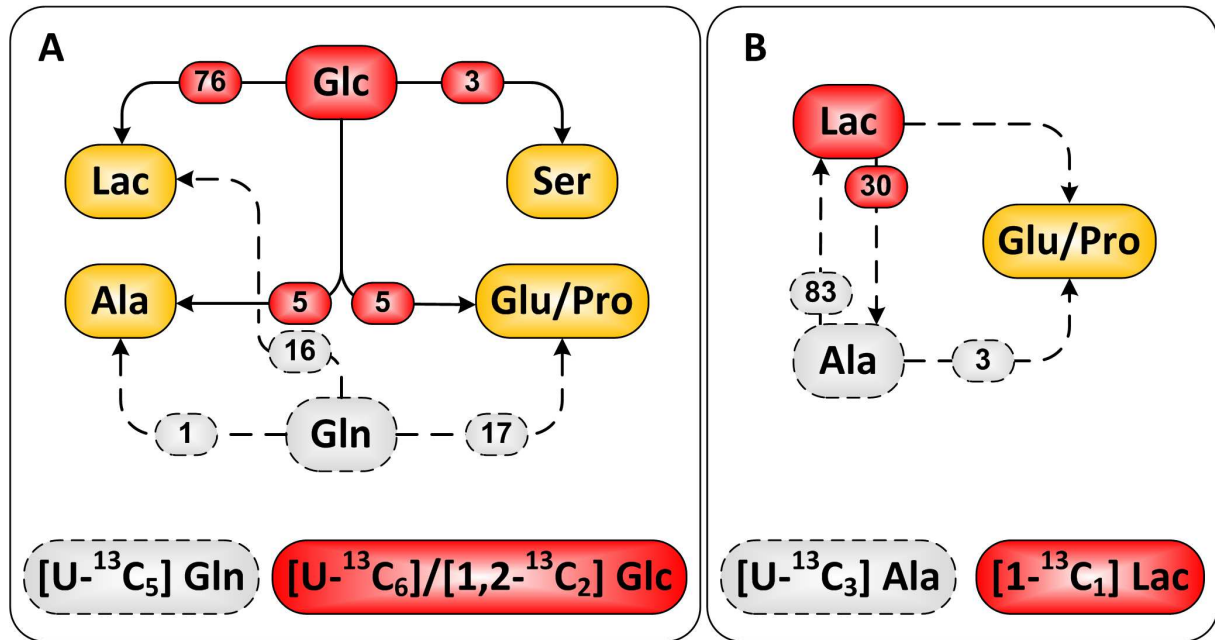 A
76
Glc
3
Lac
Ser
Ala
5
5
Glu/Pro
16
1
Gln
17
[U-¹³C₅] Gln
[U-¹³C₆]/[1,2-¹³C₂] Glc
B
Lac
30
Glu/Pro
83
Ala
3
[U-¹³C₃] Ala
[1-¹³C₁] Lac